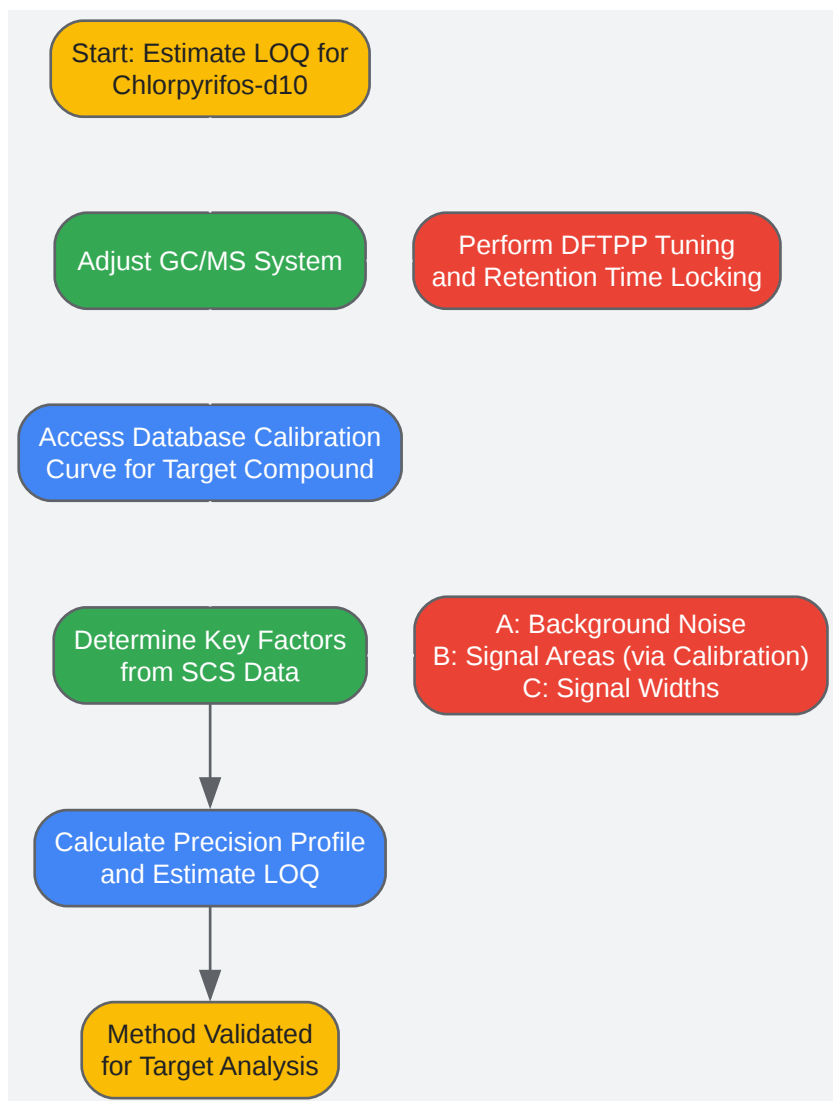 Start: Estimate LOQ for
Chlorpyrifos-d10
Adjust GC/MS System
Perform DFTPP Tuning
and Retention Time Locking
Access Database Calibration
Curve for Target Compound
Determine Key Factors
from SCS Data
A: Background Noise
B: Signal Areas (via Calibration)
C: Signal Widths
Calculate Precision Profile
and Estimate LOQ
Method Validated
for Target Analysis